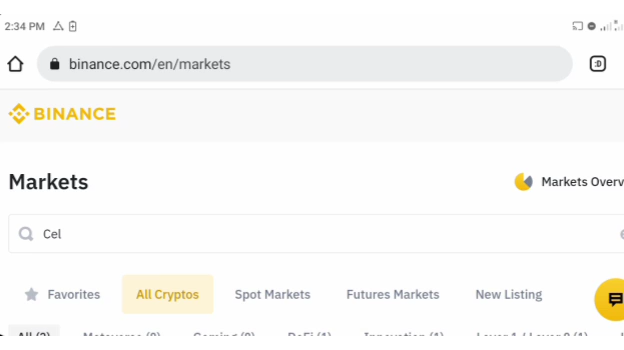 2:34 PM
binance.com/en/markets
:D
BINANCE
Markets
Markets Overv
Cel
Favorites All Cryptos Spot Markets Futures Markets New Listing